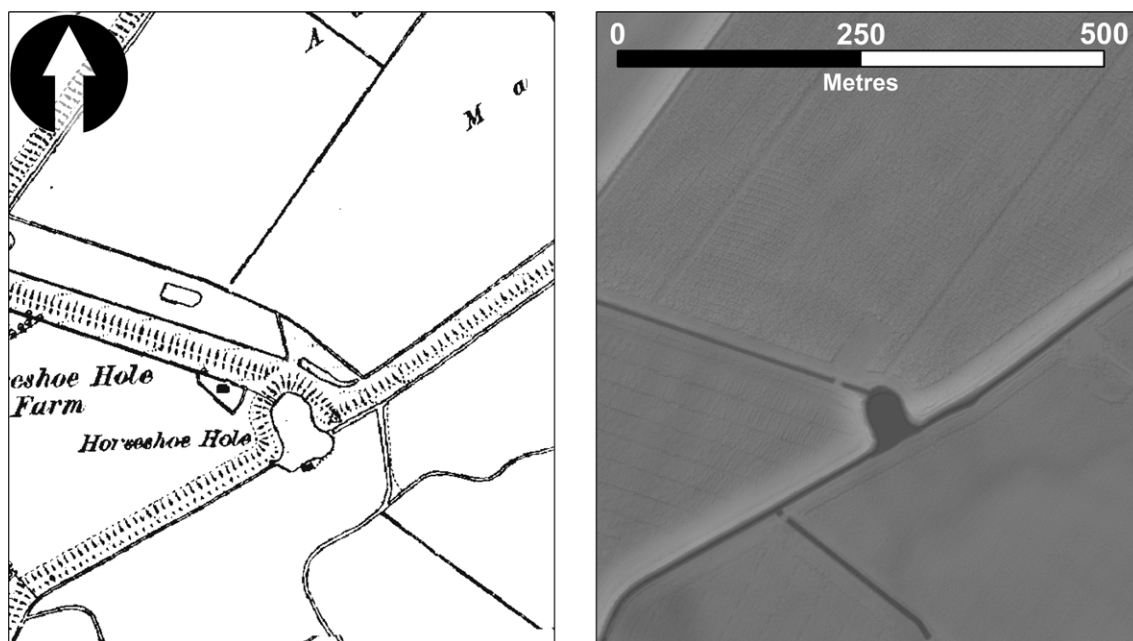 A
M a
eshoe Hole
Farm
Horseshoe Hole
0 250 500
Metres